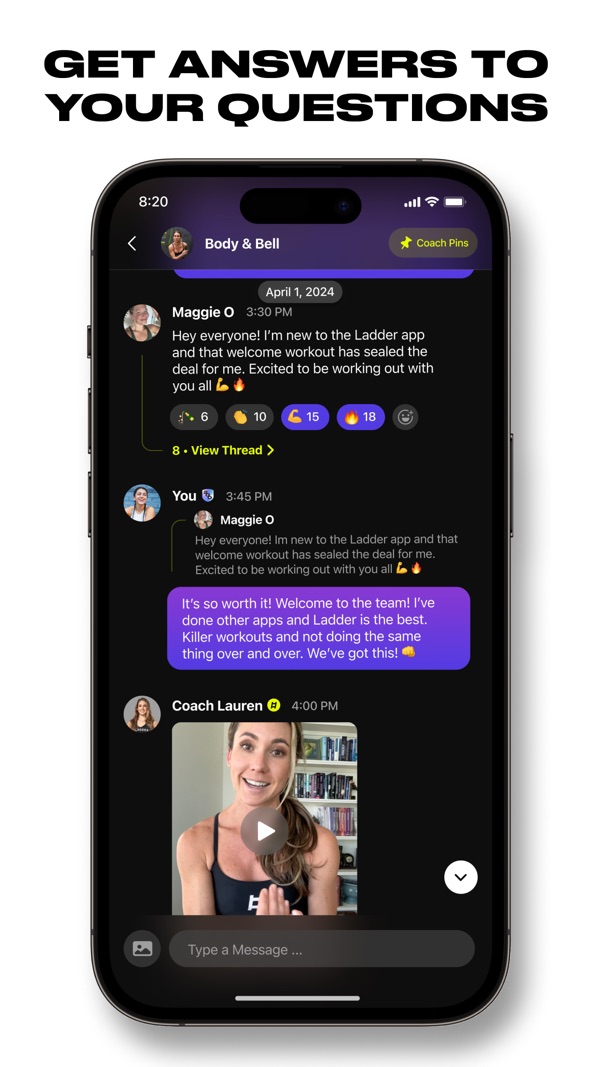 GET ANSWERS TO
YOUR QUESTIONS
8:20
Body & Bell
Coach Pins
April 1, 2024
Maggie O 3:30 PM
Hey everyone! I'm new to the Ladder app
and that welcome workout has sealed the
deal for me. Excited to be working out with
you all 💪🔥
6
👏 10
💪 15
🔥 18
8 • View Thread >
You 3:45 PM
Maggie O
Hey everyone! Im new to the Ladder app and that
welcome workout has sealed the deal for me.
Excited to be working out with you all 💪🔥
It's so worth it! Welcome to the team! I've
done other apps and Ladder is the best.
Killer workouts and not doing the same
thing over and over. We've got this! 👊
Coach Lauren 4:00 PM
Type a Message ...